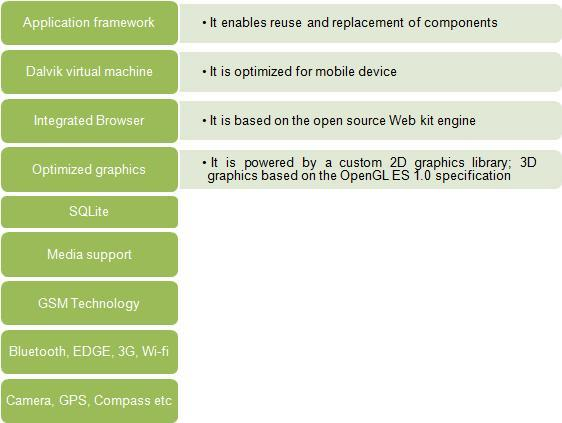 Application framework
• It enables reuse and replacement of components
Dalvik virtual machine
• It is optimized for mobile device
Integrated Browser
• It is based on the open source Web kit engine
Optimized graphics
• It is powered by a custom 2D graphics library; 3D
graphics based on the OpenGL ES 1.0 specification
SQLite
Media support
GSM Technology
Bluetooth, EDGE, 3G, Wi-fi
Camera, GPS, Compass etc